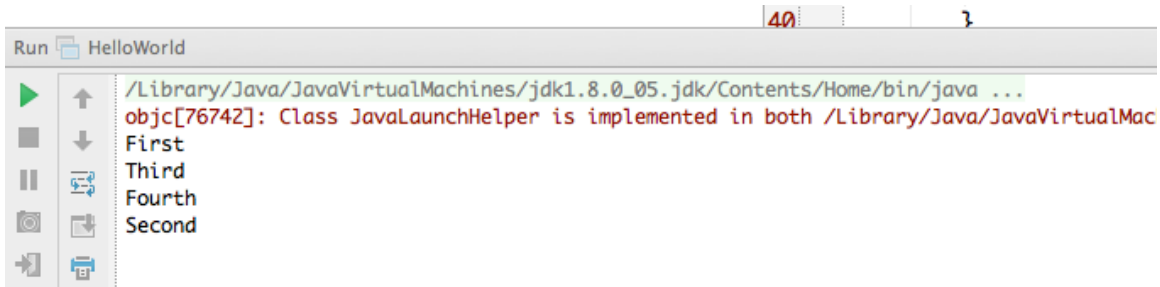 40 }
Run HelloWorld
/Library/Java/JavaVirtualMachines/jdk1.8.0_05.jdk/Contents/Home/bin/java ...
objc[76742]: Class JavaLaunchHelper is implemented in both /Library/Java/JavaVirtualMac
First
Third
Fourth
Second